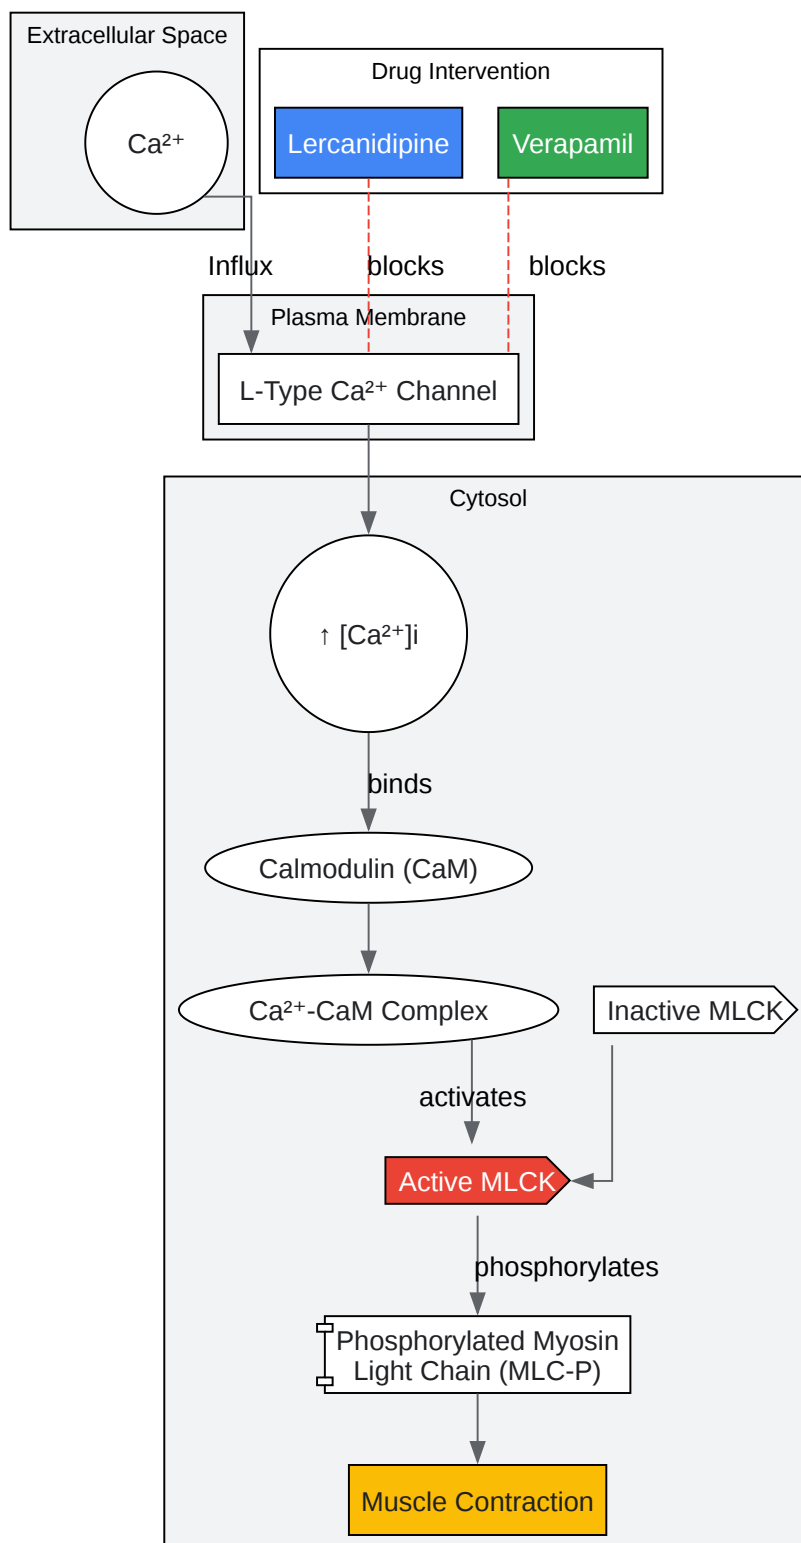 Extracellular Space
Ca²⁺
Drug Intervention
Lercanidipine
Verapamil
Influx
blocks
blocks
Plasma Membrane
L-Type Ca²⁺ Channel
Cytosol
↑ [Ca²⁺]i
binds
Calmodulin (CaM)
Ca²⁺-CaM Complex
Inactive MLCK
activates
Active MLCK
phosphorylates
Phosphorylated Myosin
Light Chain (MLC-P)
Muscle Contraction